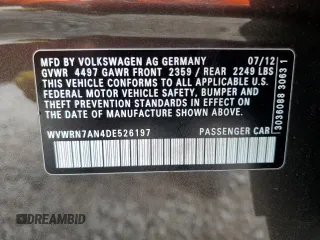 MFD BY VOLKSWAGEN AG GERMANY 07/12
GVWR 4497 GAWR FRONT 2359 / REAR 2249 LBS
THIS VEHICLE CONFORMS TO ALL APPLICABLE U.S.
FEDERAL MOTOR VEHICLE SAFETY, BUMPER AND
THEFT PREVENTION STANDARDS IN EFFECT ON THE
DATE OF MANUFACTURE SHOWN ABOVE.
WVWRN7AN4DE526197 PASSENGER CAR
3036088 3063 1
DREAMBID